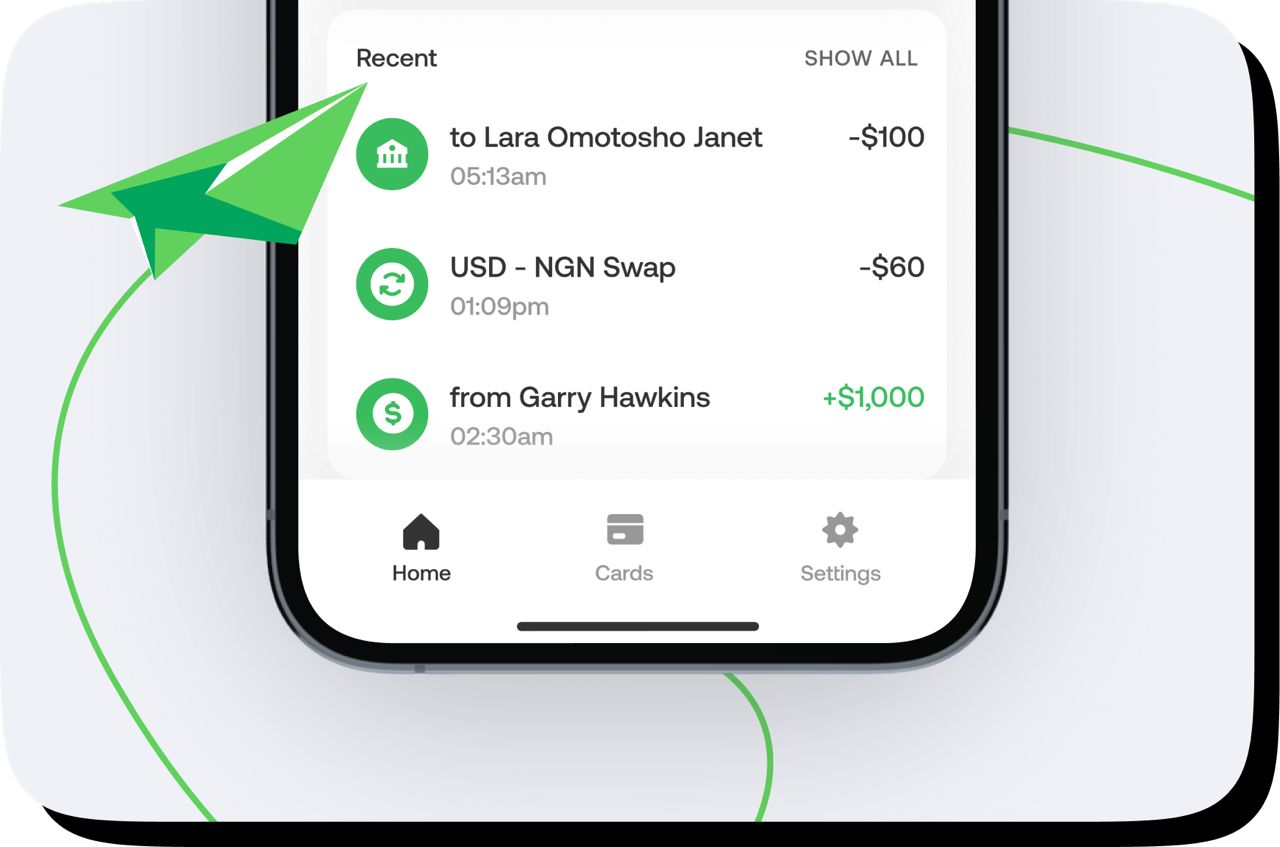 Recent SHOW ALL
to Lara Omotosho Janet -$100
05:13am
USD - NGN Swap -$60
01:09pm
$ from Garry Hawkins +$1,000
02:30am
Home Cards Settings